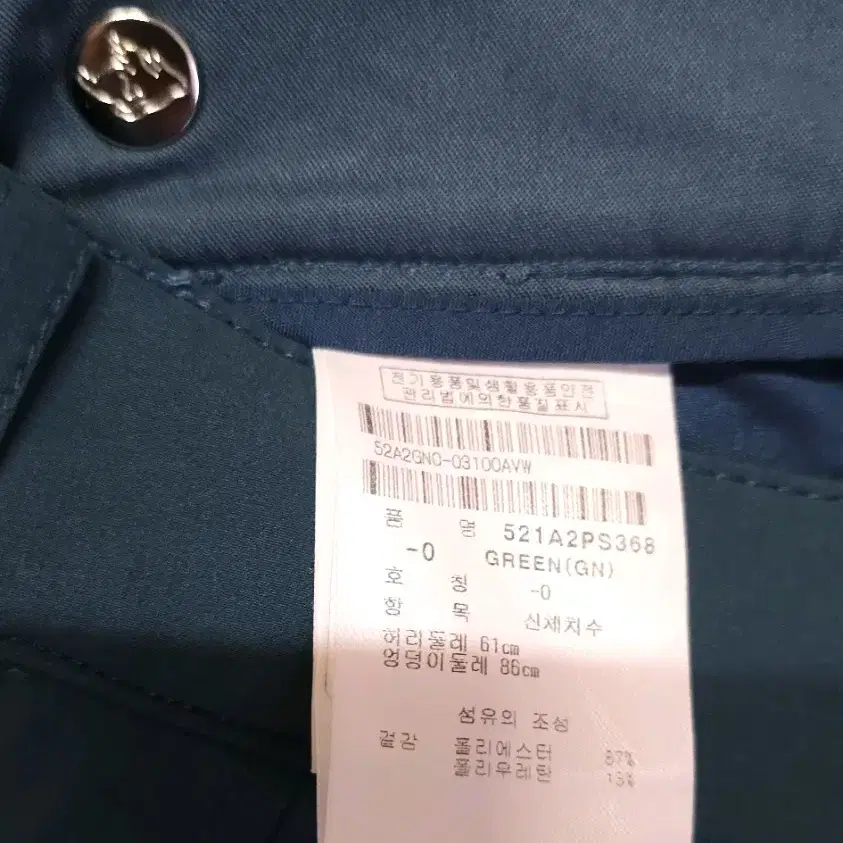 전기용품및생활용품안전
관리법에의한품질표시
52A2GNO-03100AVW
품 명 521A2PS368
-0 GREEN(GN)
호 칭 -0
항 목 신체치수
허리둘레 61cm
엉덩이둘레 86cm
섬유의 조성
겉감 폴리에스터 87%
폴리우레탄 13%